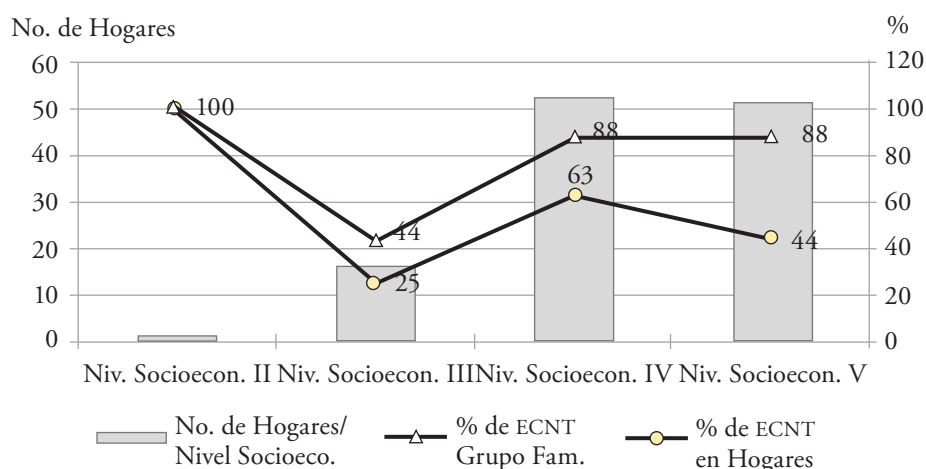 No. de Hogares
%
60
50
40
30
20
10
0
120
100
80
60
40
20
0
100
44
25
88
63
88
44
Niv. Socioecon. II Niv. Socioecon. III Niv. Socioecon. IV Niv. Socioecon. V
No. de Hogares/
Nivel Socioeco.
% de ECNT
Grupo Fam.
% de ECNT
en Hogares